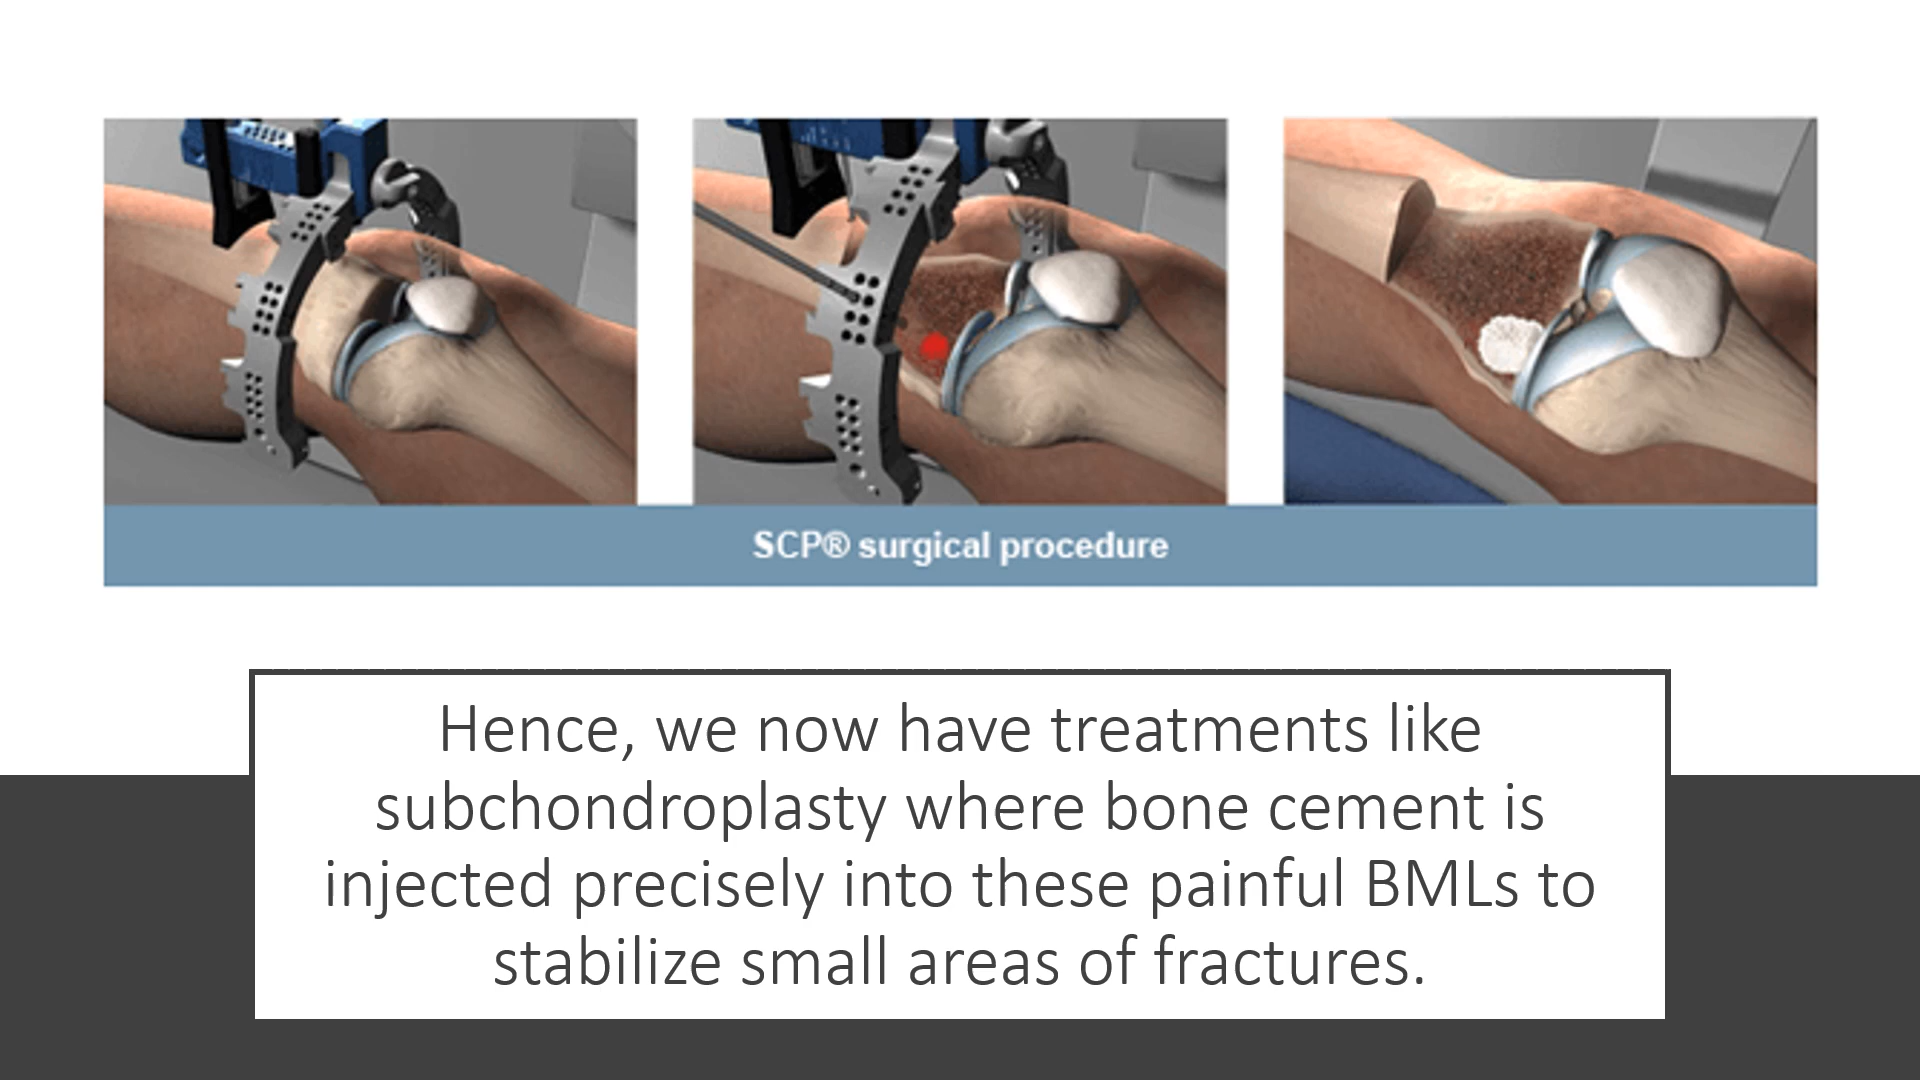 SCP® surgical procedure
Hence, we now have treatments like
subchondroplasty where bone cement is
injected precisely into these painful BMLs to
stabilize small areas of fractures.